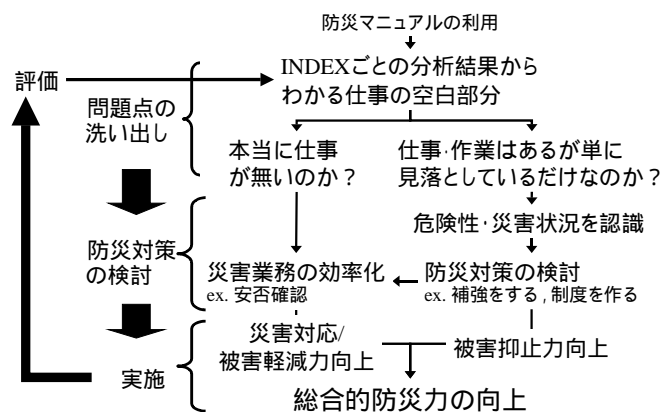 防災マニュアルの利用
評価
INDEXごとの分析結果から
わかる仕事の空白部分
問題点の
洗い出し
本当に仕事
が無いのか？
仕事·作業はあるが単に
見落としているだけなのか？
危険性·災害状況を認識
防災対策
の検討
災害業務の効率化
ex. 安否確認
防災対策の検討
ex. 補強をする , 制度を作る
災害対応/
被害軽減力向上
被害抑止力向上
実施
総合的防災力の向上